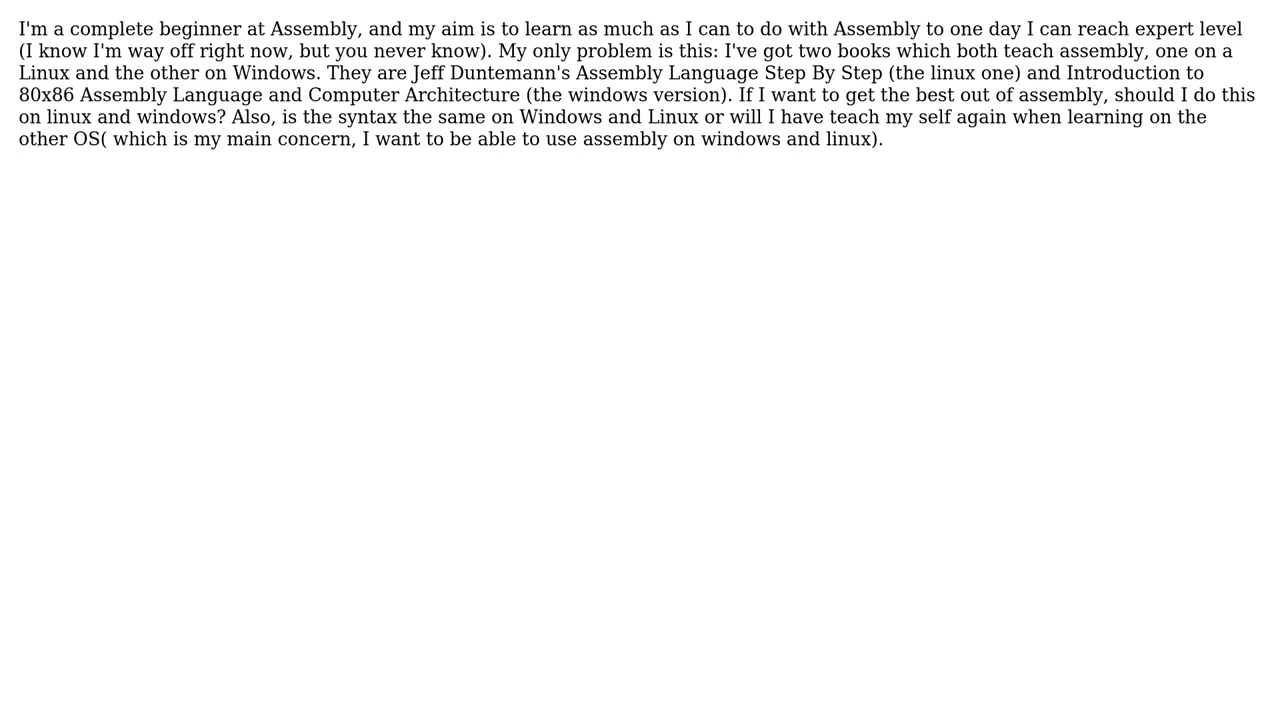 I'm a complete beginner at Assembly, and my aim is to learn as much as I can to do with Assembly to one day I can reach expert level
(I know I'm way off right now, but you never know). My only problem is this: I've got two books which both teach assembly, one on a
Linux and the other on Windows. They are Jeff Duntemann's Assembly Language Step By Step (the linux one) and Introduction to
80x86 Assembly Language and Computer Architecture (the windows version). If I want to get the best out of assembly, should I do this
on linux and windows? Also, is the syntax the same on Windows and Linux or will I have teach my self again when learning on the
other OS( which is my main concern, I want to be able to use assembly on windows and linux).